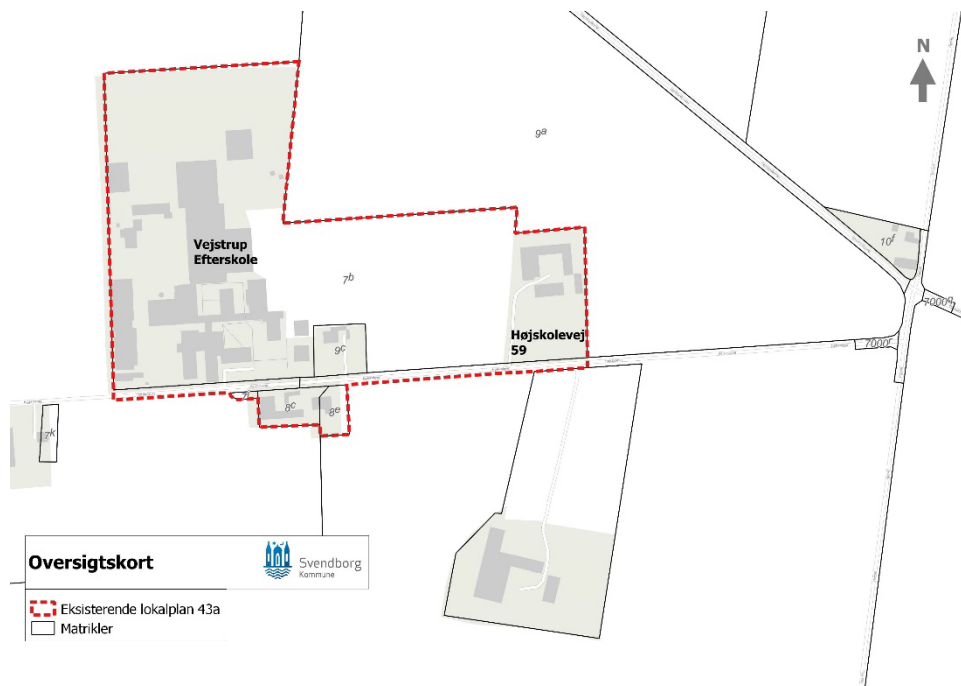 N
9a
10f
Vejstrup
Efterskole
7b
7000q
Højskolevej
59
7000r
9c
8c
8e
7k
Oversigtskort
Svendborg
Kommune
Eksisterende lokalplan 43a
Matrikler